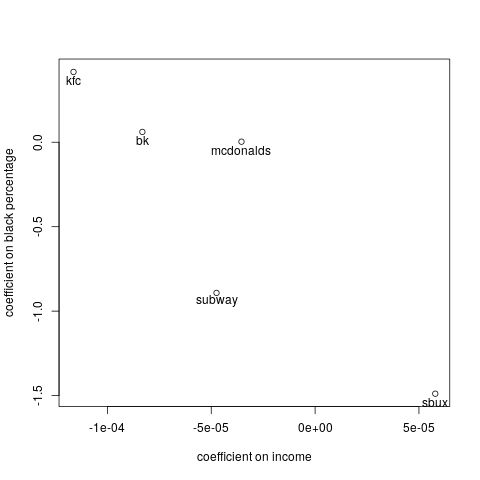 kfc
bk
mcdonalds
subway
sbux
0.0
-0.5
-1.0
-1.5
coefficient on black percentage
-1e-04
-5e-05
0e+00
5e-05
coefficient on income